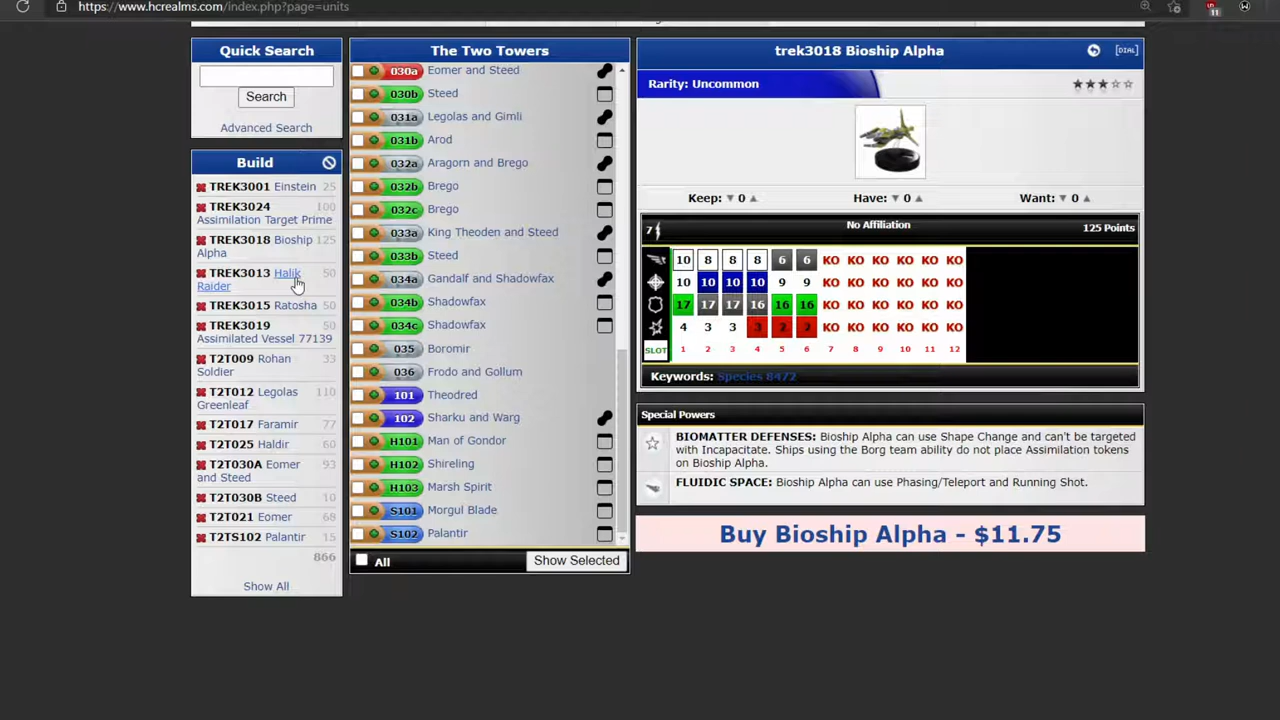 https://www.hcrealms.com/index.php?page=units
11
Quick Search
Search
Advanced Search
Build
TREK3001 Einstein 25
TREK3024 100
Assimilation Target Prime
TREK3018 Bioship 125
Alpha
TREK3013 Halik 50
Raider
TREK3015 Ratosha 50
TREK3019 50
Assimilated Vessel 77139
T2T009 Rohan 33
Soldier
T2T012 Legolas 110
Greenleaf
T2T017 Faramir 77
T2T025 Haldir 60
T2T030A Eomer 93
and Steed
T2T030B Steed 10
T2T021 Eomer 68
T2TS102 Palantir 15
866
Show All
The Two Towers
030a Eomer and Steed
030b Steed
031a Legolas and Gimli
031b Arod
032a Aragorn and Brego
032b Brego
032c Brego
033a King Theoden and Steed
033b Steed
034a Gandalf and Shadowfax
034b Shadowfax
034c Shadowfax
035 Boromir
036 Frodo and Gollum
101 Theodred
102 Sharku and Warg
H101 Man of Gondor
H102 Shireling
H103 Marsh Spirit
S101 Morgul Blade
S102 Palantir
All
Show Selected
trek3018 Bioship Alpha
[DIAL]
Rarity: Uncommon
Keep: 0 Have: 0 Want: 0
7 No Affiliation 125 Points
10 8 8 8 6 6 KO KO KO KO KO KO
10 10 10 10 9 9 KO KO KO KO KO KO
17 17 17 16 16 16 KO KO KO KO KO KO
4 3 3 3 2 2 KO KO KO KO KO KO
SLOT 1 2 3 4 5 6 7 8 9 10 11 12
Keywords: Species 8472
Special Powers
BIOMATTER DEFENSES: Bioship Alpha can use Shape Change and can't be targeted
with Incapacitate. Ships using the Borg team ability do not place Assimilation tokens
on Bioship Alpha.
FLUIDIC SPACE: Bioship Alpha can use Phasing/Teleport and Running Shot.
Buy Bioship Alpha - $11.75